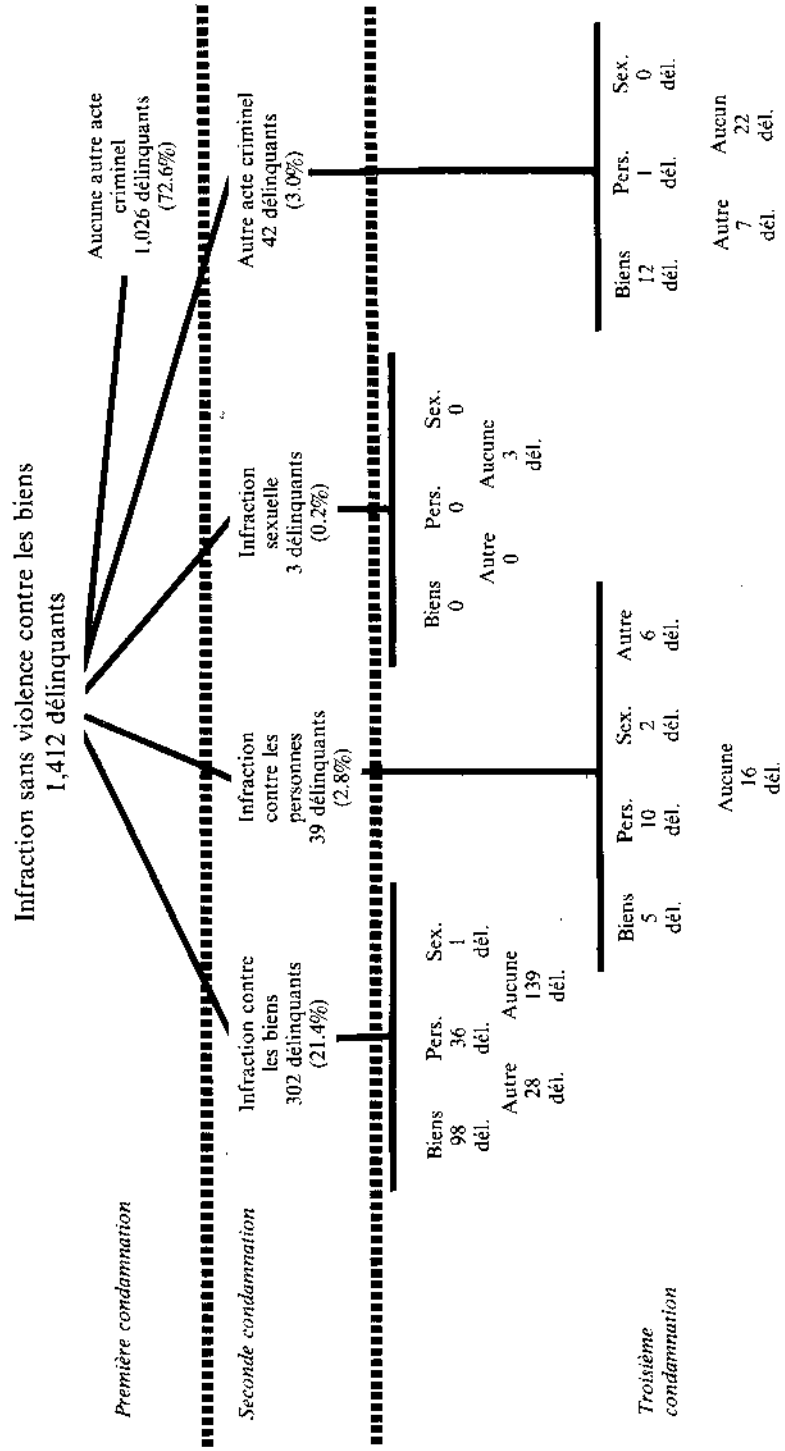 Infraction sans violence contre les biens
1,412 délinquants
Première condamnation
Aucune autre acte
criminel
1,026 délinquants
(72.6%)
Seconde condamnation
Infraction contre
les biens
302 délinquants
(21.4%)
Infraction
contre les
personnes
39 délinquants
(2.8%)
Infraction
sexuelle
3 délinquants
(0.2%)
Autre acte criminel
42 délinquants
(3.0%)
Biens
98
dél.
Pers.
36
dél.
Sex.
1
dél.
Autre
28
dél.
Aucune
139
dél.
Biens
0
Pers.
0
Sex.
0
Autre
0
Aucune
3
dél.
Troisième
condamnation
Biens
5
dél.
Pers.
10
dél.
Sex.
2
dél.
Autre
6
dél.
Aucune
16
dél.
Biens
12
dél.
Pers.
1
dél.
Sex.
0
dél.
Autre
7
dél.
Aucun
22
dél.